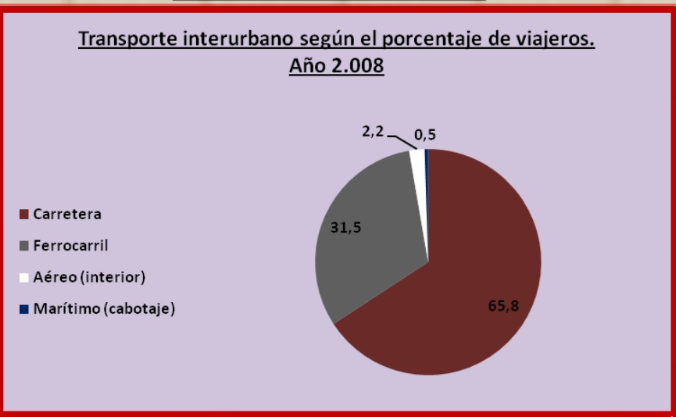 Transporte interurbano según el porcentaje de viajeros.
Año 2.008
2,2
0,5
31,5
65,8
Carretera
Ferrocarril
Aéreo (interior)
Marítimo (cabotaje)